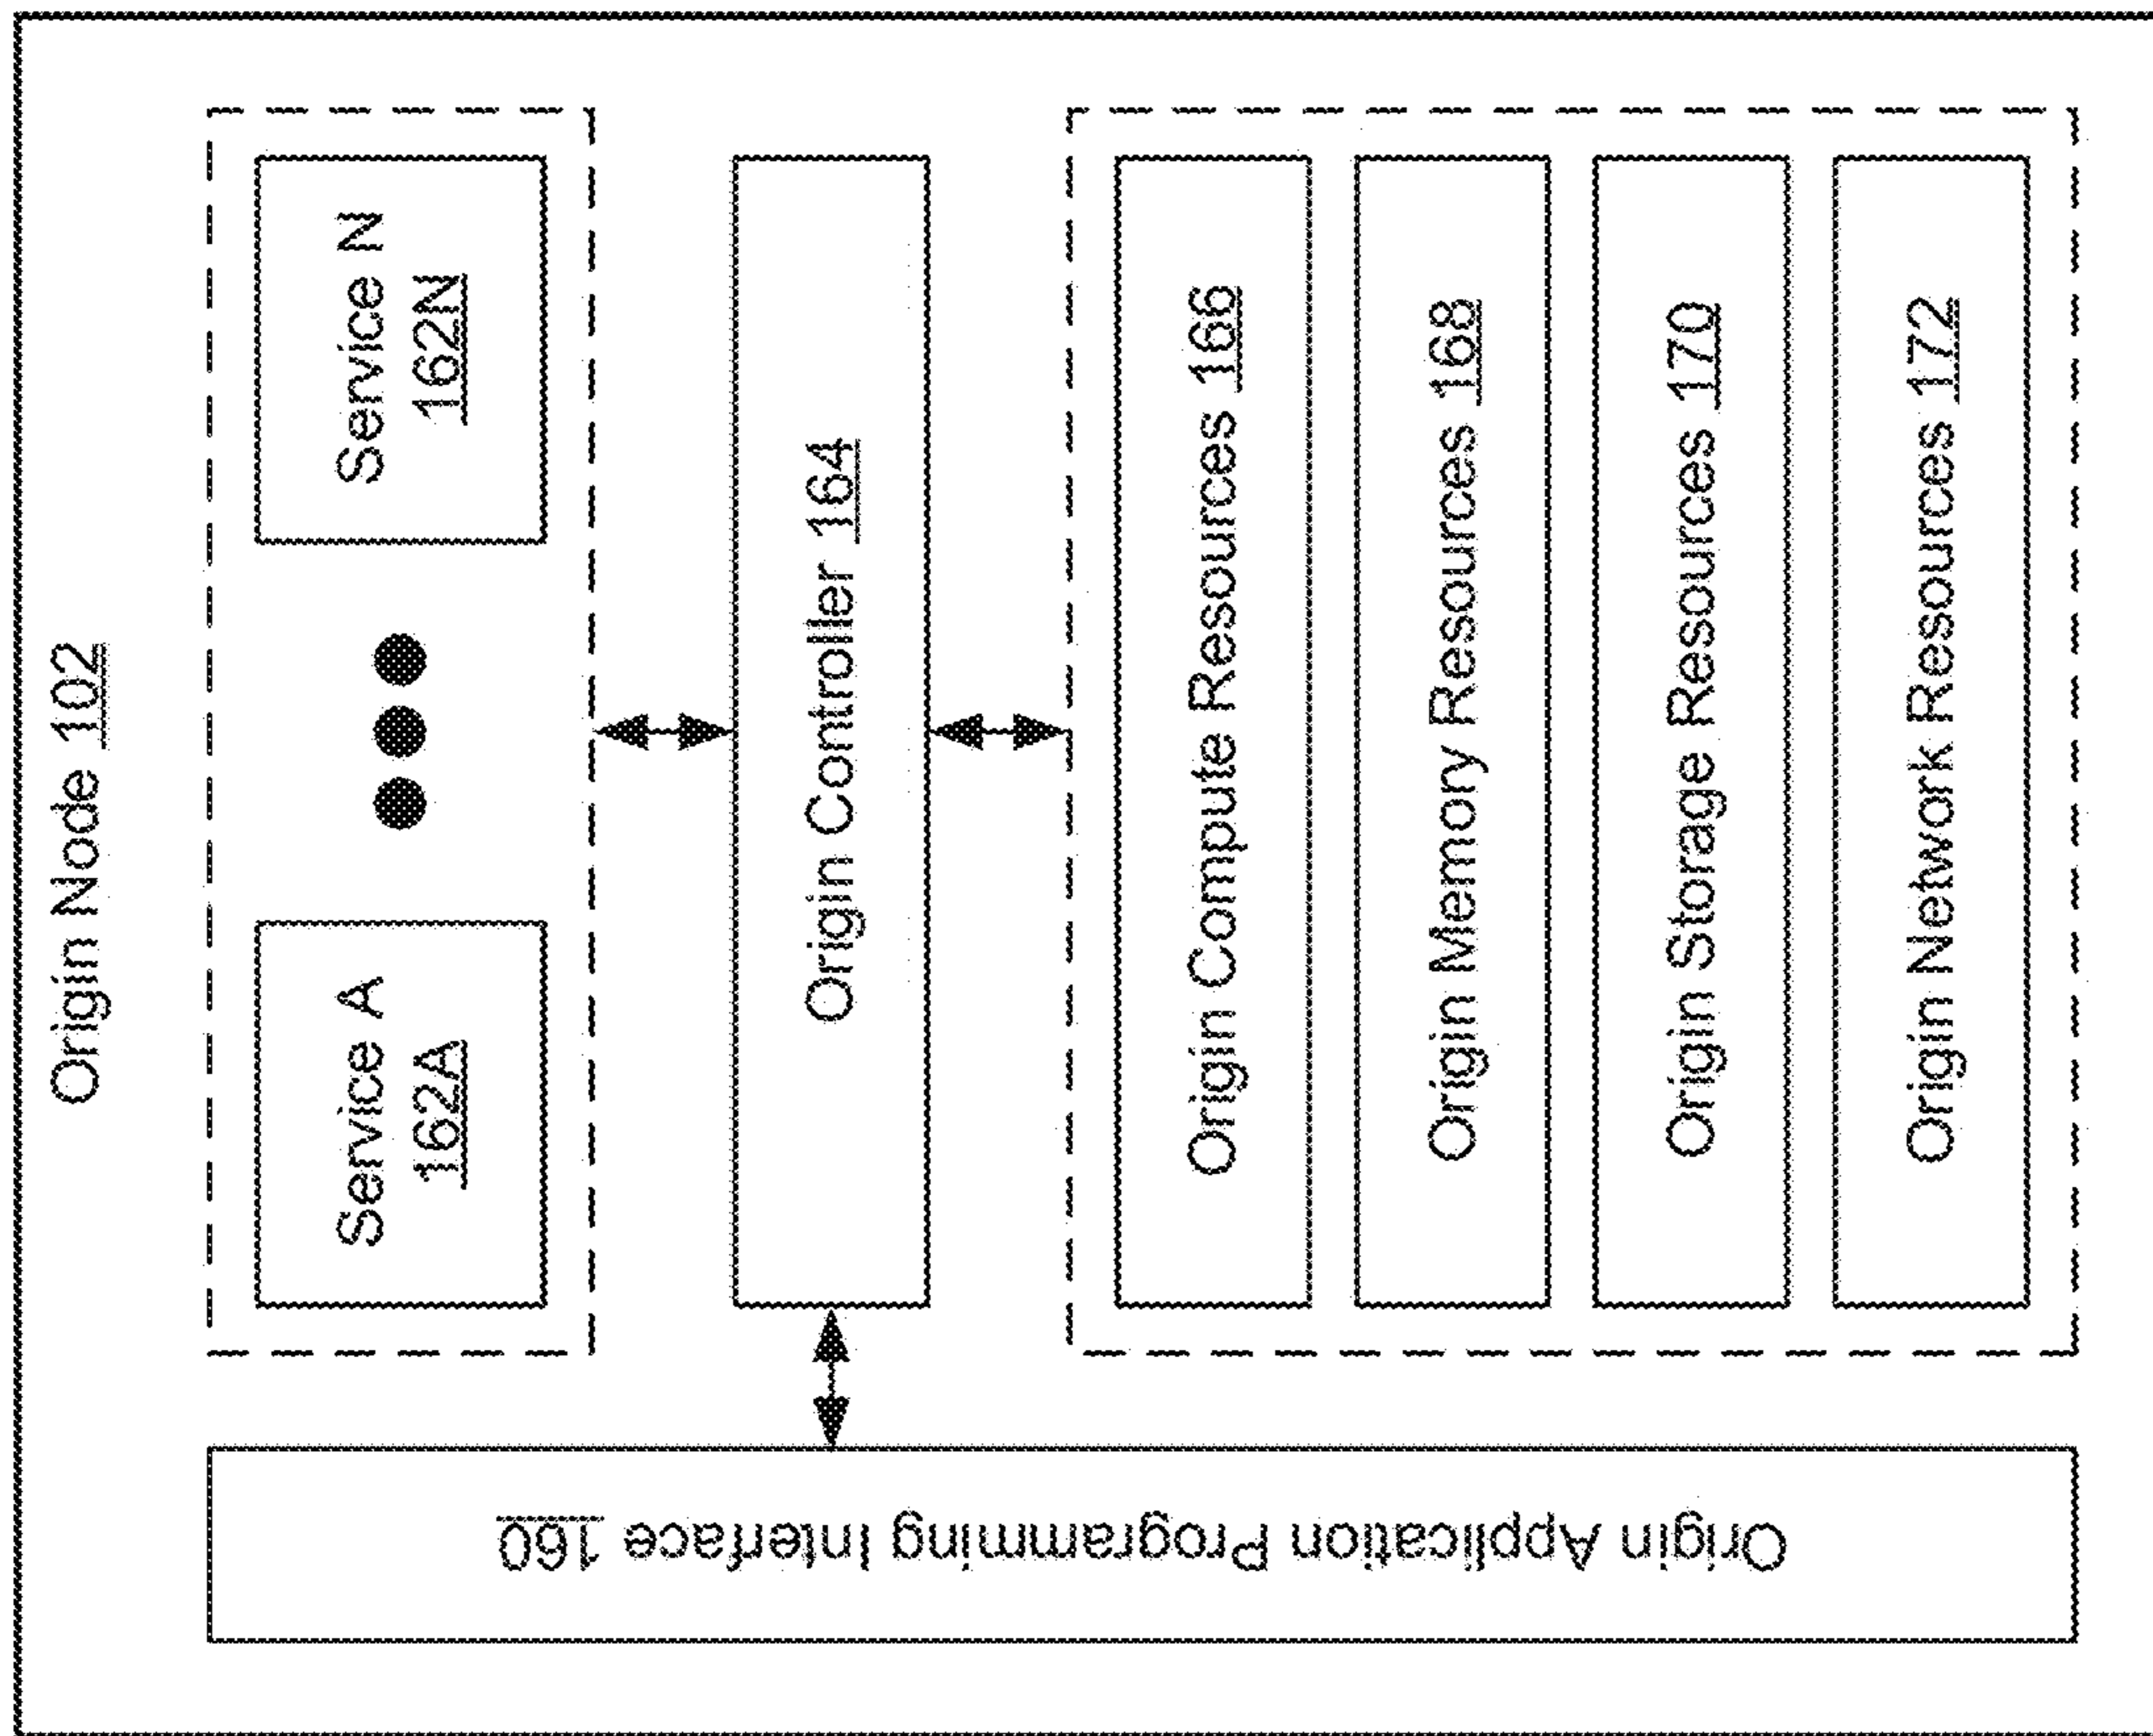 Origin Node 102
Origin Application Programming Interface 160
Service A
162A
Service N
162N
Origin Controller 164
Origin Compute Resources 166
Origin Memory Resources 168
Origin Storage Resources 170
Origin Network Resources 172